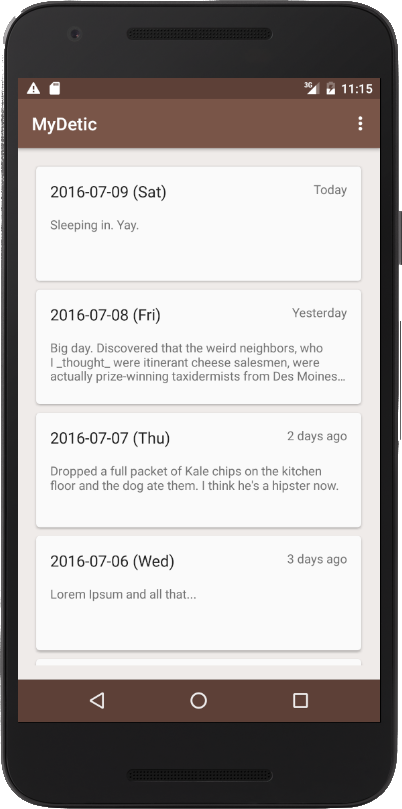 3G 11:15
MyDetic
2016-07-09 (Sat) Today
Sleeping in. Yay.
2016-07-08 (Fri) Yesterday
Big day. Discovered that the weird neighbors, who
I _thought_ were itinerant cheese salesmen, were
actually prize-winning taxidermists from Des Moines...
2016-07-07 (Thu) 2 days ago
Dropped a full packet of Kale chips on the kitchen
floor and the dog ate them. I think he's a hipster now.
2016-07-06 (Wed) 3 days ago
Lorem Ipsum and all that...